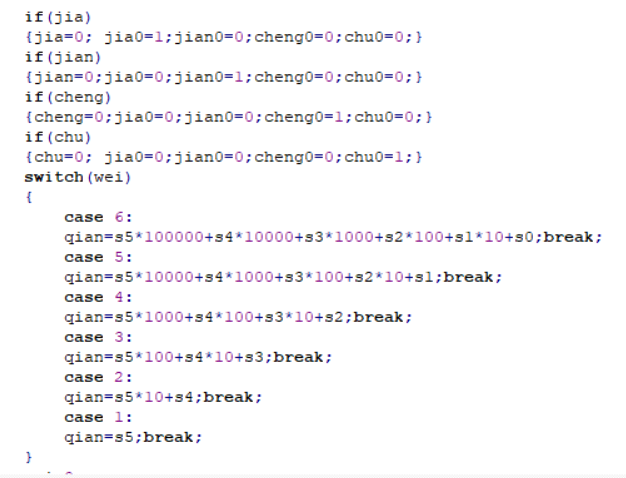 if(jia)
{jia=0; jia0=1;jian0=0;cheng0=0;chu0=0;}
if(jian)
{jian=0;jia0=0;jian0=1;cheng0=0;chu0=0;}
if(cheng)
{cheng=0;jia0=0;jian0=0;cheng0=1;chu0=0;}
if(chu)
{chu=0; jia0=0;jian0=0;cheng0=0;chu0=1;}
switch(wei)
{
case 6:
qian=s5*100000+s4*10000+s3*1000+s2*100+s1*10+s0;break;
case 5:
qian=s5*10000+s4*1000+s3*100+s2*10+s1;break;
case 4:
qian=s5*1000+s4*100+s3*10+s2;break;
case 3:
qian=s5*100+s4*10+s3;break;
case 2:
qian=s5*10+s4;break;
case 1:
qian=s5;break;
}